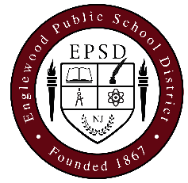 Englewood Public School District
EPSD
NJ
• Founded 1867 •